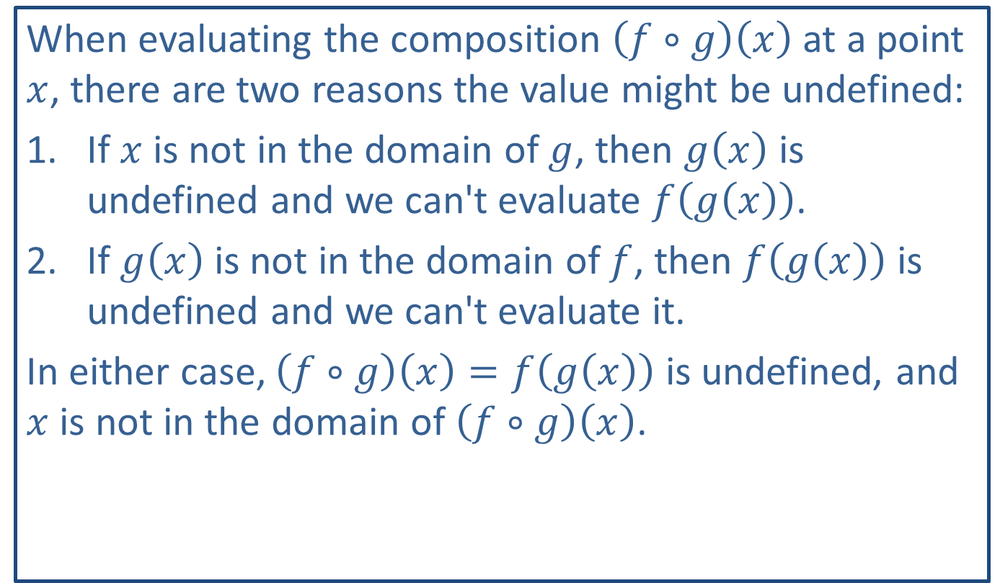 When evaluating the composition (f ∘ g)(x) at a point
x, there are two reasons the value might be undefined:
1. If x is not in the domain of g, then g(x) is
undefined and we can't evaluate f(g(x)).
2. If g(x) is not in the domain of f, then f(g(x)) is
undefined and we can't evaluate it.
In either case, (f ∘ g)(x) = f(g(x)) is undefined, and
x is not in the domain of (f ∘ g)(x).